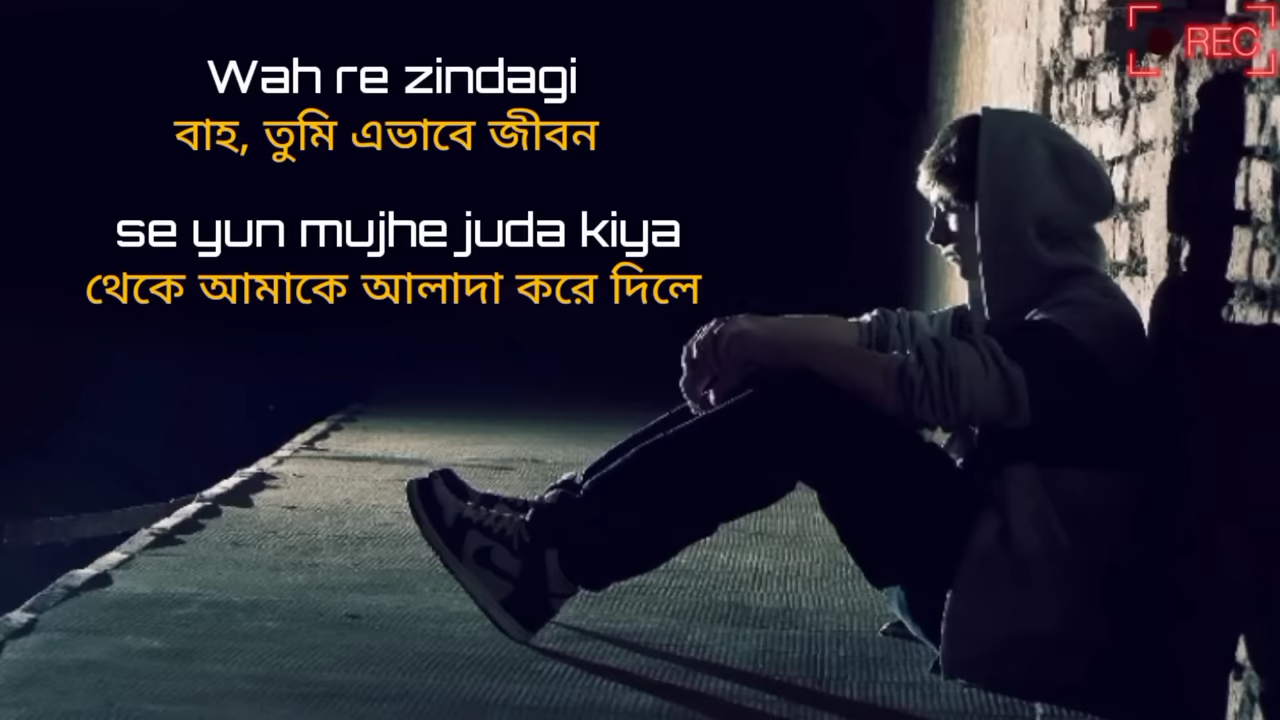 REC
Wah re zindagi
বাহ, তুমি এভাবে জীবন
se yun mujhe juda kiya
থেকে আমাকে আলাদা করে দিলে